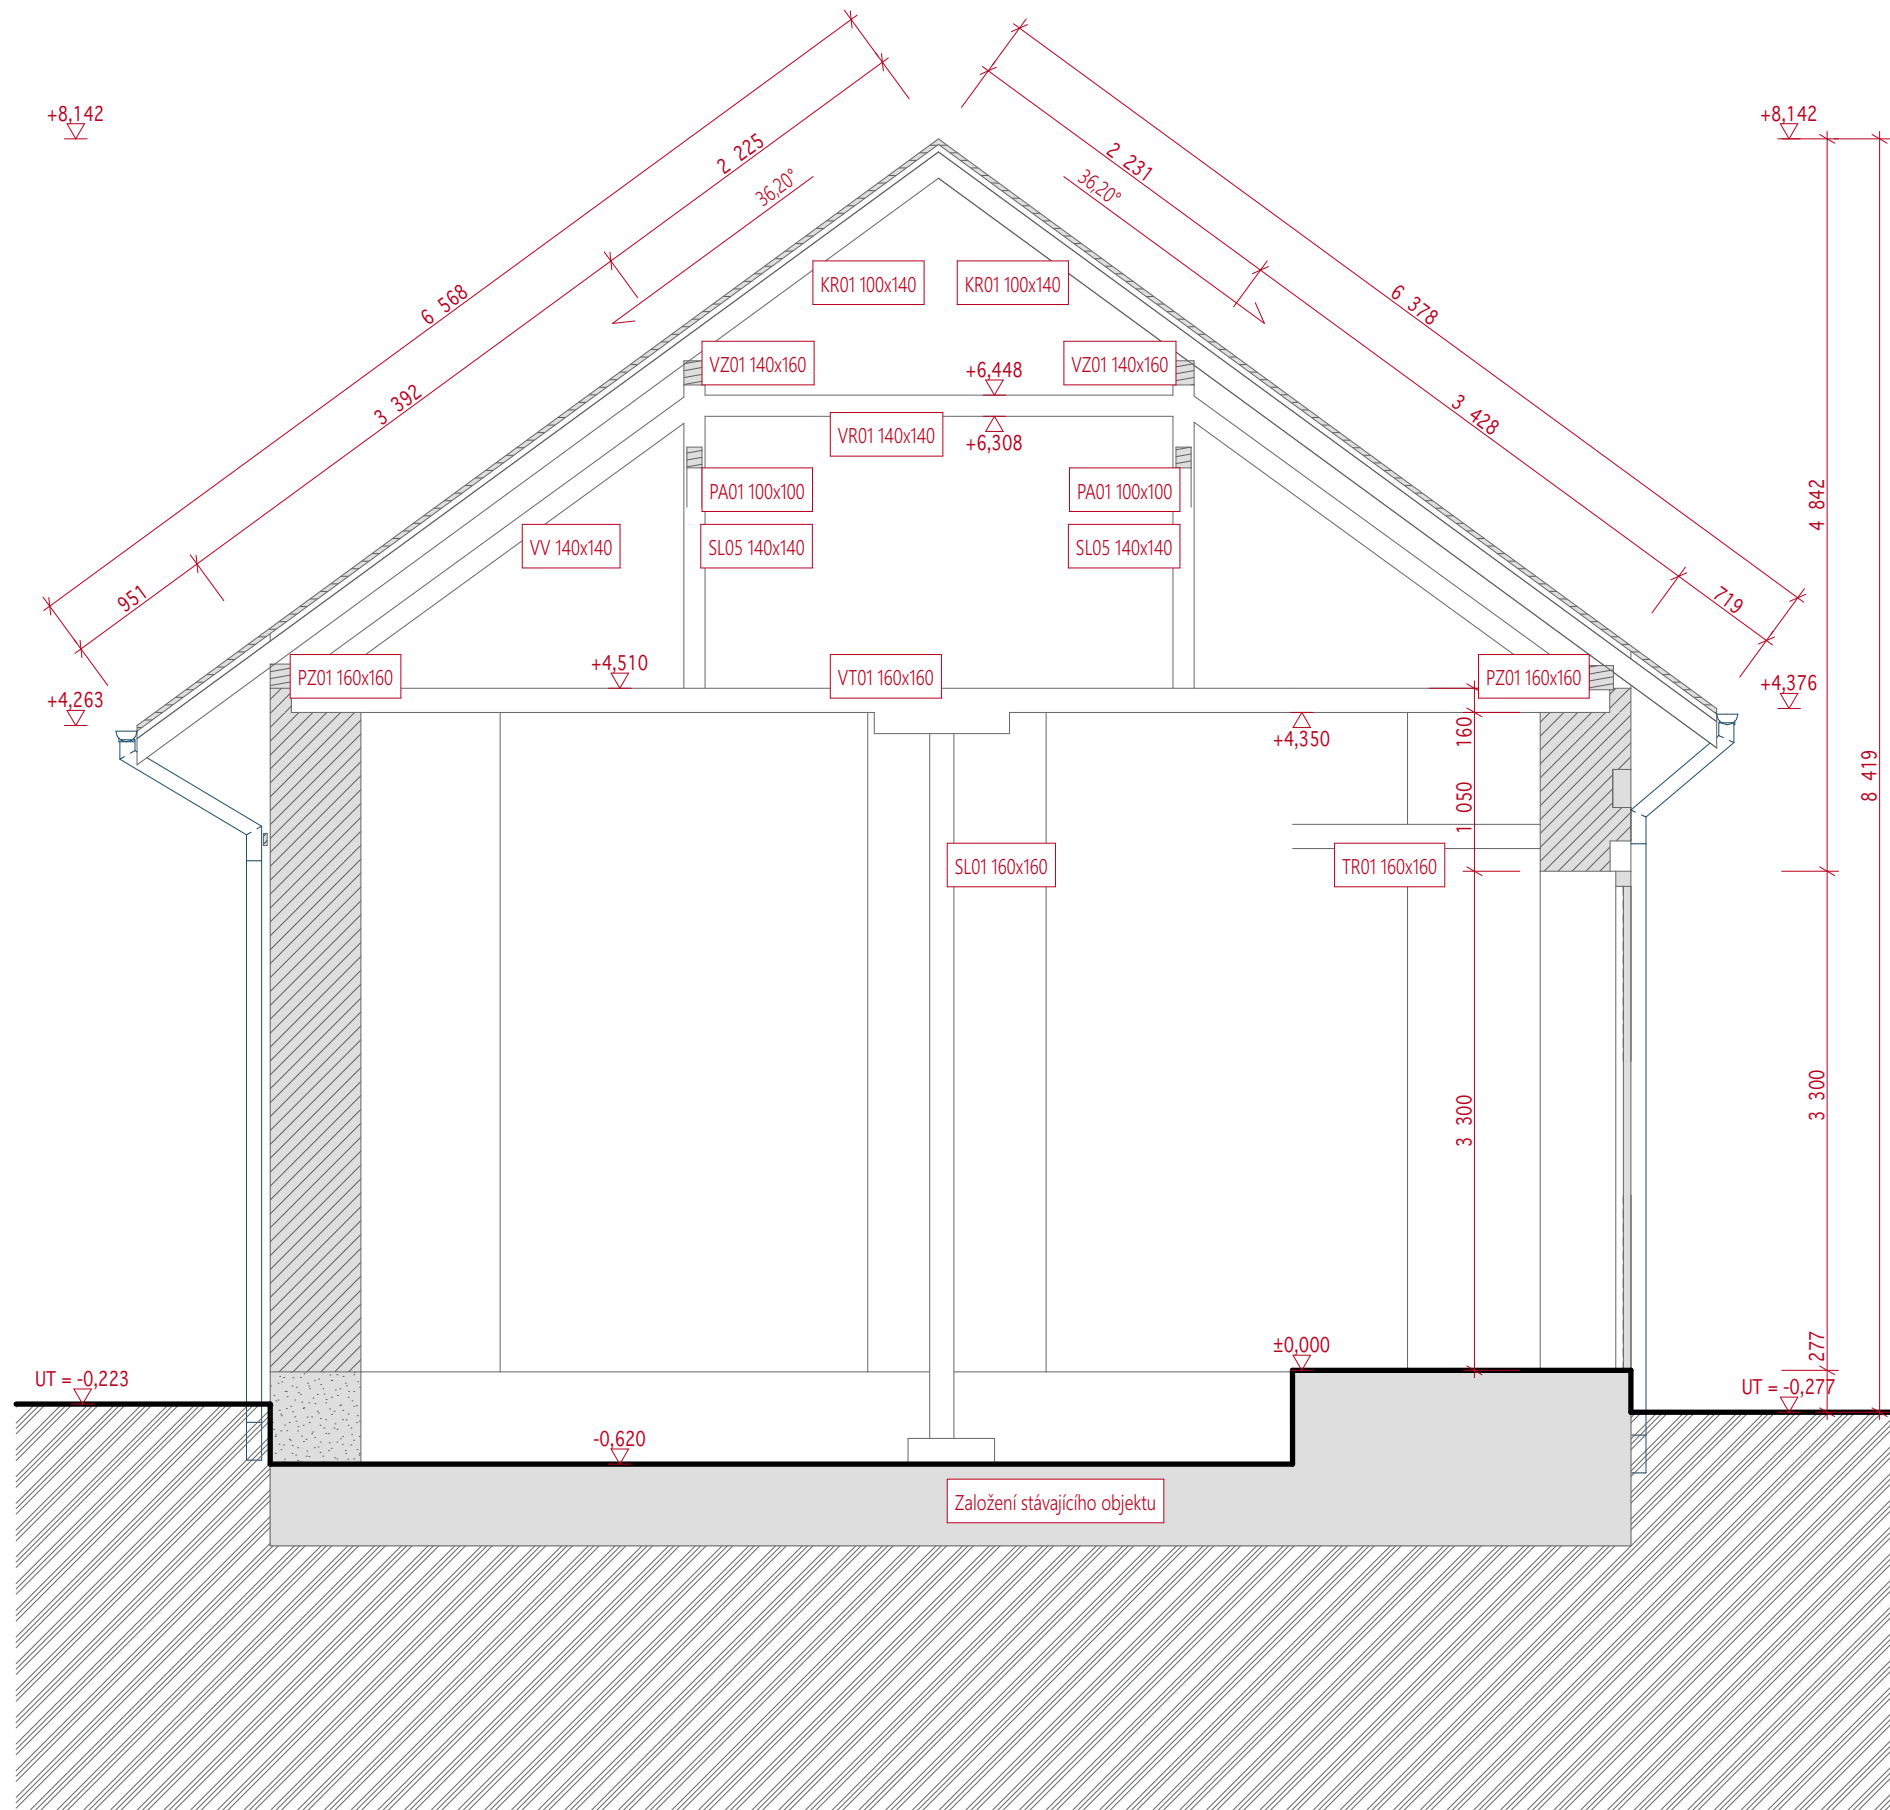 +8,142
+8,142
2 225
2 231
36,20°
36,20°
KR01 100x140
KR01 100x140
6 568
6 378
VZ01 140x160
VZ01 140x160
+6,448
3 392
3 428
VR01 140x140
+6,308
PA01 100x100
PA01 100x100
4 842
VV 140x140
SL05 140x140
SL05 140x140
951
719
PZ01 160x160
+4,510
VT01 160x160
PZ01 160x160
+4,263
+4,376
160
+4,350
8 419
1 050
SL01 160x160
TR01 160x160
3 300
3 300
±0,000
277
UT = -0,223
UT = -0,277
-0,620
Založení stávajícího objektu